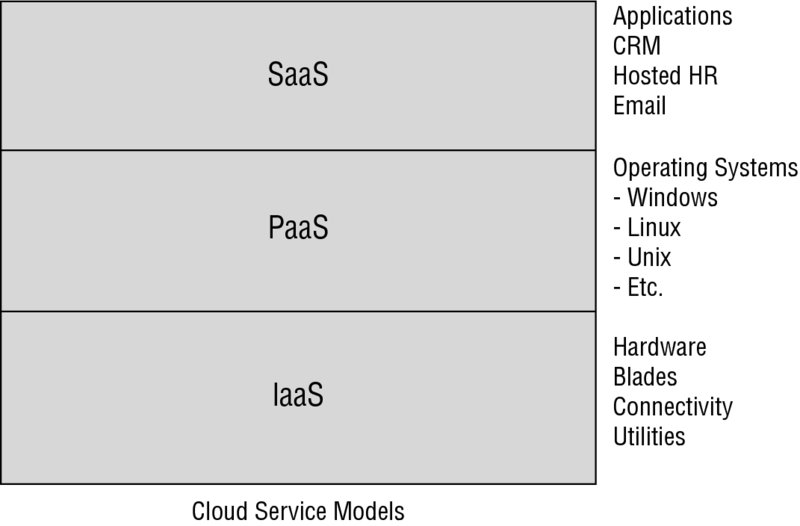 SaaS
Applications
CRM
Hosted HR
Email
PaaS
Operating Systems
- Windows
- Linux
- Unix
- Etc.
IaaS
Hardware
Blades
Connectivity
Utilities
Cloud Service Models